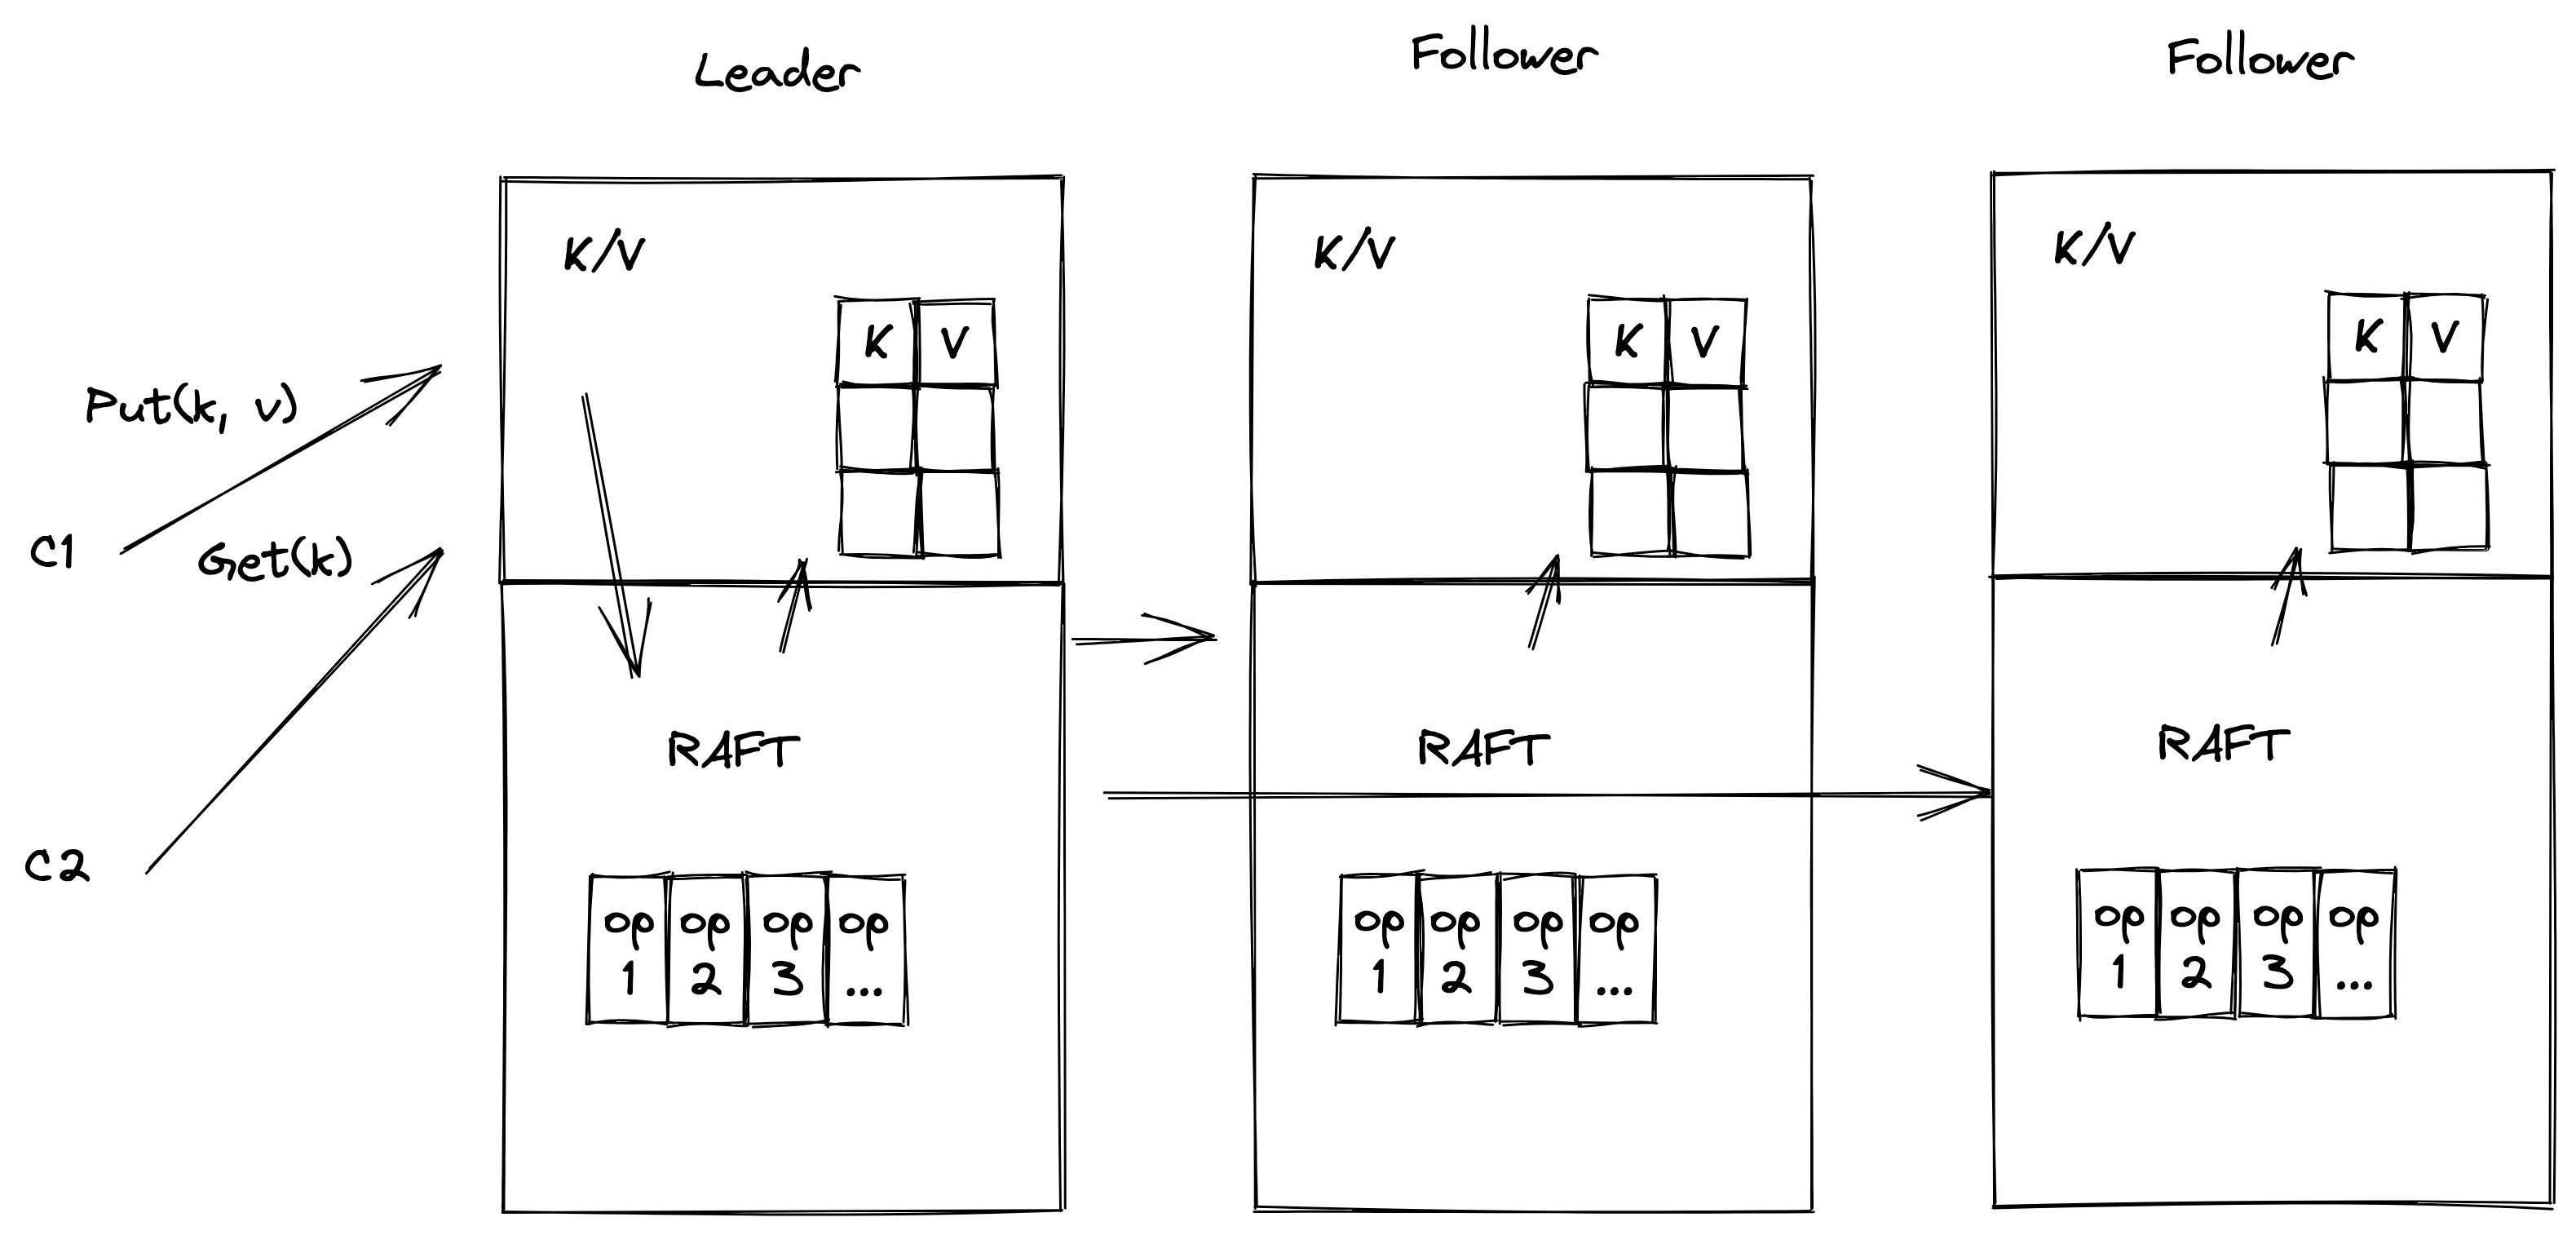 Leader
Follower
Follower
K/V
K/V
K/V
K V
K V
K V
Put(k, v)
C1
Get(k)
C2
RAFT
RAFT
RAFT
op 1
op 2
op 3
op ...
op 1
op 2
op 3
op ...
op 1
op 2
op 3
op ...